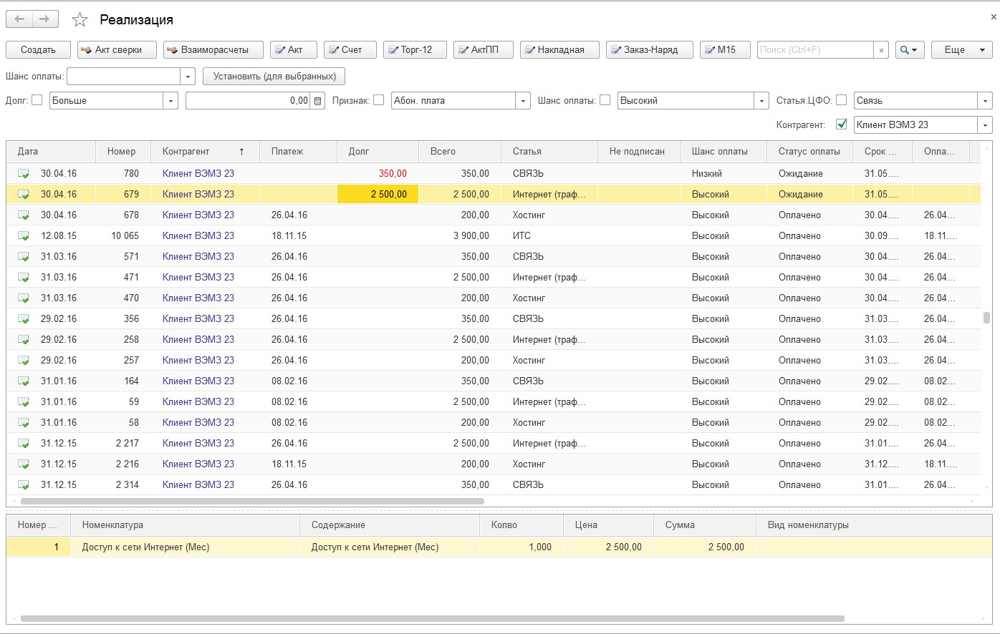 Реализация
Создать Акт сверки Взаиморасчеты Акт Счет Торг-12 АктПП Накладная Заказ-Наряд М15 Поиск (Ctrl+F) × Еще
Шанс оплаты: Установить (для выбранных)
Долг: Больше 0,00 Признак: Абон. плата Шанс оплаты: Высокий Статья.ЦФО: Связь
Контрагент: Клиент ВЭМЗ 23
Дата Номер Контрагент ↑ Платеж Долг Всего Статья Не подписан Шанс оплаты Статус оплаты Срок ... Опла...
30.04.16 780 Клиент ВЭМЗ 23 350,00 350,00 СВЯЗЬ Низкий Ожидание 31.05....
30.04.16 679 Клиент ВЭМЗ 23 2 500,00 2 500,00 Интернет (траф... Высокий Ожидание 31.05....
30.04.16 678 Клиент ВЭМЗ 23 26.04.16 200,00 Хостинг Высокий Оплачено 30.04.... 26.04...
12.08.15 10 065 Клиент ВЭМЗ 23 18.11.15 3 900,00 ИТС Высокий Оплачено 30.09.... 18.11....
31.03.16 571 Клиент ВЭМЗ 23 26.04.16 350,00 СВЯЗЬ Высокий Оплачено 30.04.... 26.04...
31.03.16 471 Клиент ВЭМЗ 23 26.04.16 2 500,00 Интернет (траф... Высокий Оплачено 30.04.... 26.04...
31.03.16 470 Клиент ВЭМЗ 23 26.04.16 200,00 Хостинг Высокий Оплачено 30.04.... 26.04...
29.02.16 356 Клиент ВЭМЗ 23 26.04.16 350,00 СВЯЗЬ Высокий Оплачено 31.03.... 26.04...
29.02.16 258 Клиент ВЭМЗ 23 26.04.16 2 500,00 Интернет (траф... Высокий Оплачено 31.03.... 26.04...
29.02.16 257 Клиент ВЭМЗ 23 26.04.16 200,00 Хостинг Высокий Оплачено 31.03.... 26.04...
31.01.16 164 Клиент ВЭМЗ 23 08.02.16 350,00 СВЯЗЬ Высокий Оплачено 29.02.... 08.02...
31.01.16 59 Клиент ВЭМЗ 23 08.02.16 2 500,00 Интернет (траф... Высокий Оплачено 29.02.... 08.02...
31.01.16 58 Клиент ВЭМЗ 23 08.02.16 200,00 Хостинг Высокий Оплачено 29.02.... 08.02...
31.12.15 2 217 Клиент ВЭМЗ 23 26.04.16 2 500,00 Интернет (траф... Высокий Оплачено 31.01.... 26.04...
31.12.15 2 216 Клиент ВЭМЗ 23 18.11.15 200,00 Хостинг Высокий Оплачено 31.12.... 18.11....
31.12.15 2 314 Клиент ВЭМЗ 23 26.04.16 350,00 СВЯЗЬ Высокий Оплачено 31.01.... 26.04...
Номер ... Номенклатура Содержание Колво Цена Сумма Вид номенклатуры
1 Доступ к сети Интернет (Мес) Доступ к сети Интернет (Мес) 1,000 2 500,00 2 500,00